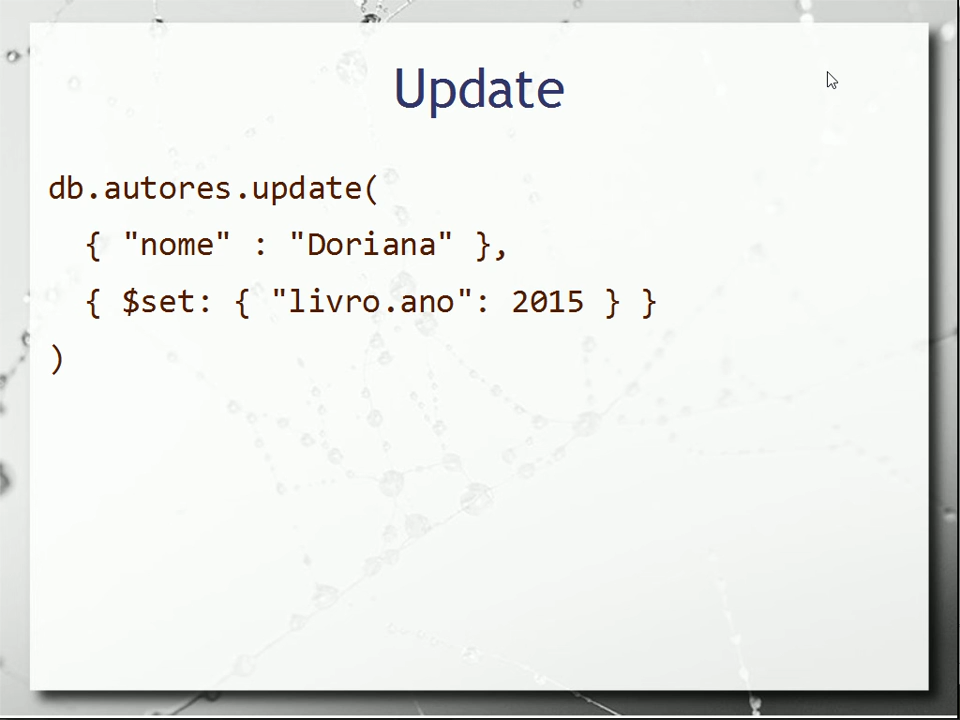 Update
db.autores.update(
{ "nome" : "Doriana" },
{ $set: { "livro.ano": 2015 } }
)